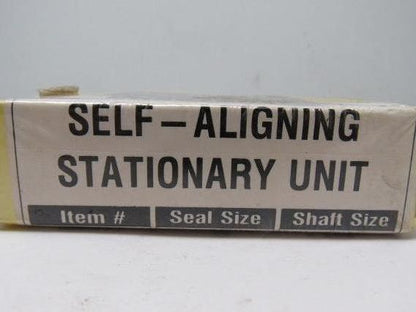 SELF-ALIGNING
STATIONARY UNIT
Item # Seal Size Shaft Size